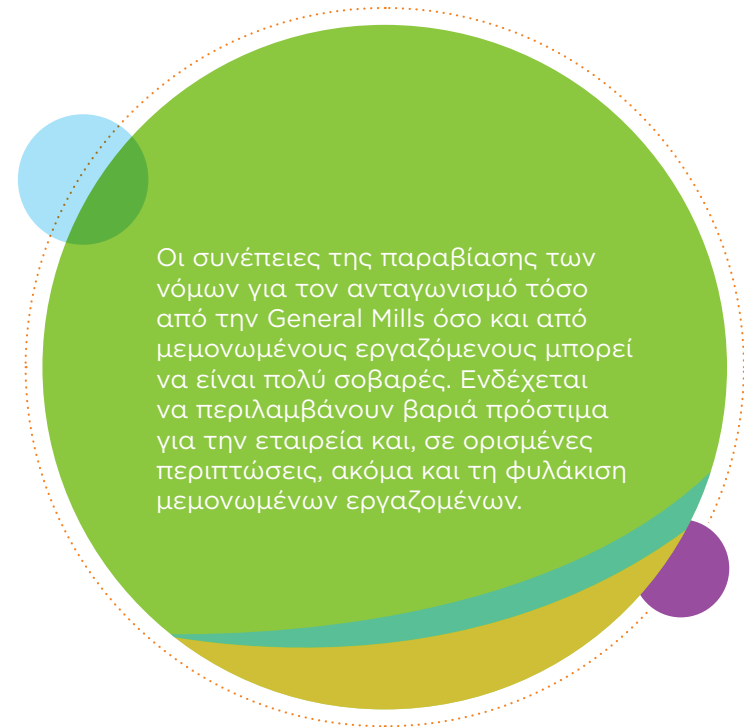 Οι συνέπειες της παραβίασης των
νόμων για τον ανταγωνισμό τόσο
από την General Mills όσο και από
μεμονωμένους εργαζόμενους μπορεί
να είναι πολύ σοβαρές. Ενδέχεται
να περιλαμβάνουν βαριά πρόστιμα
για την εταιρεία και, σε ορισμένες
περιπτώσεις, ακόμα και τη φυλάκιση
μεμονωμένων εργαζομένων.